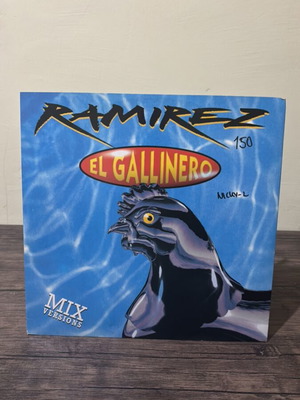 RAMIREZ
150
EL GALLINERO
MIX
VERSIONS